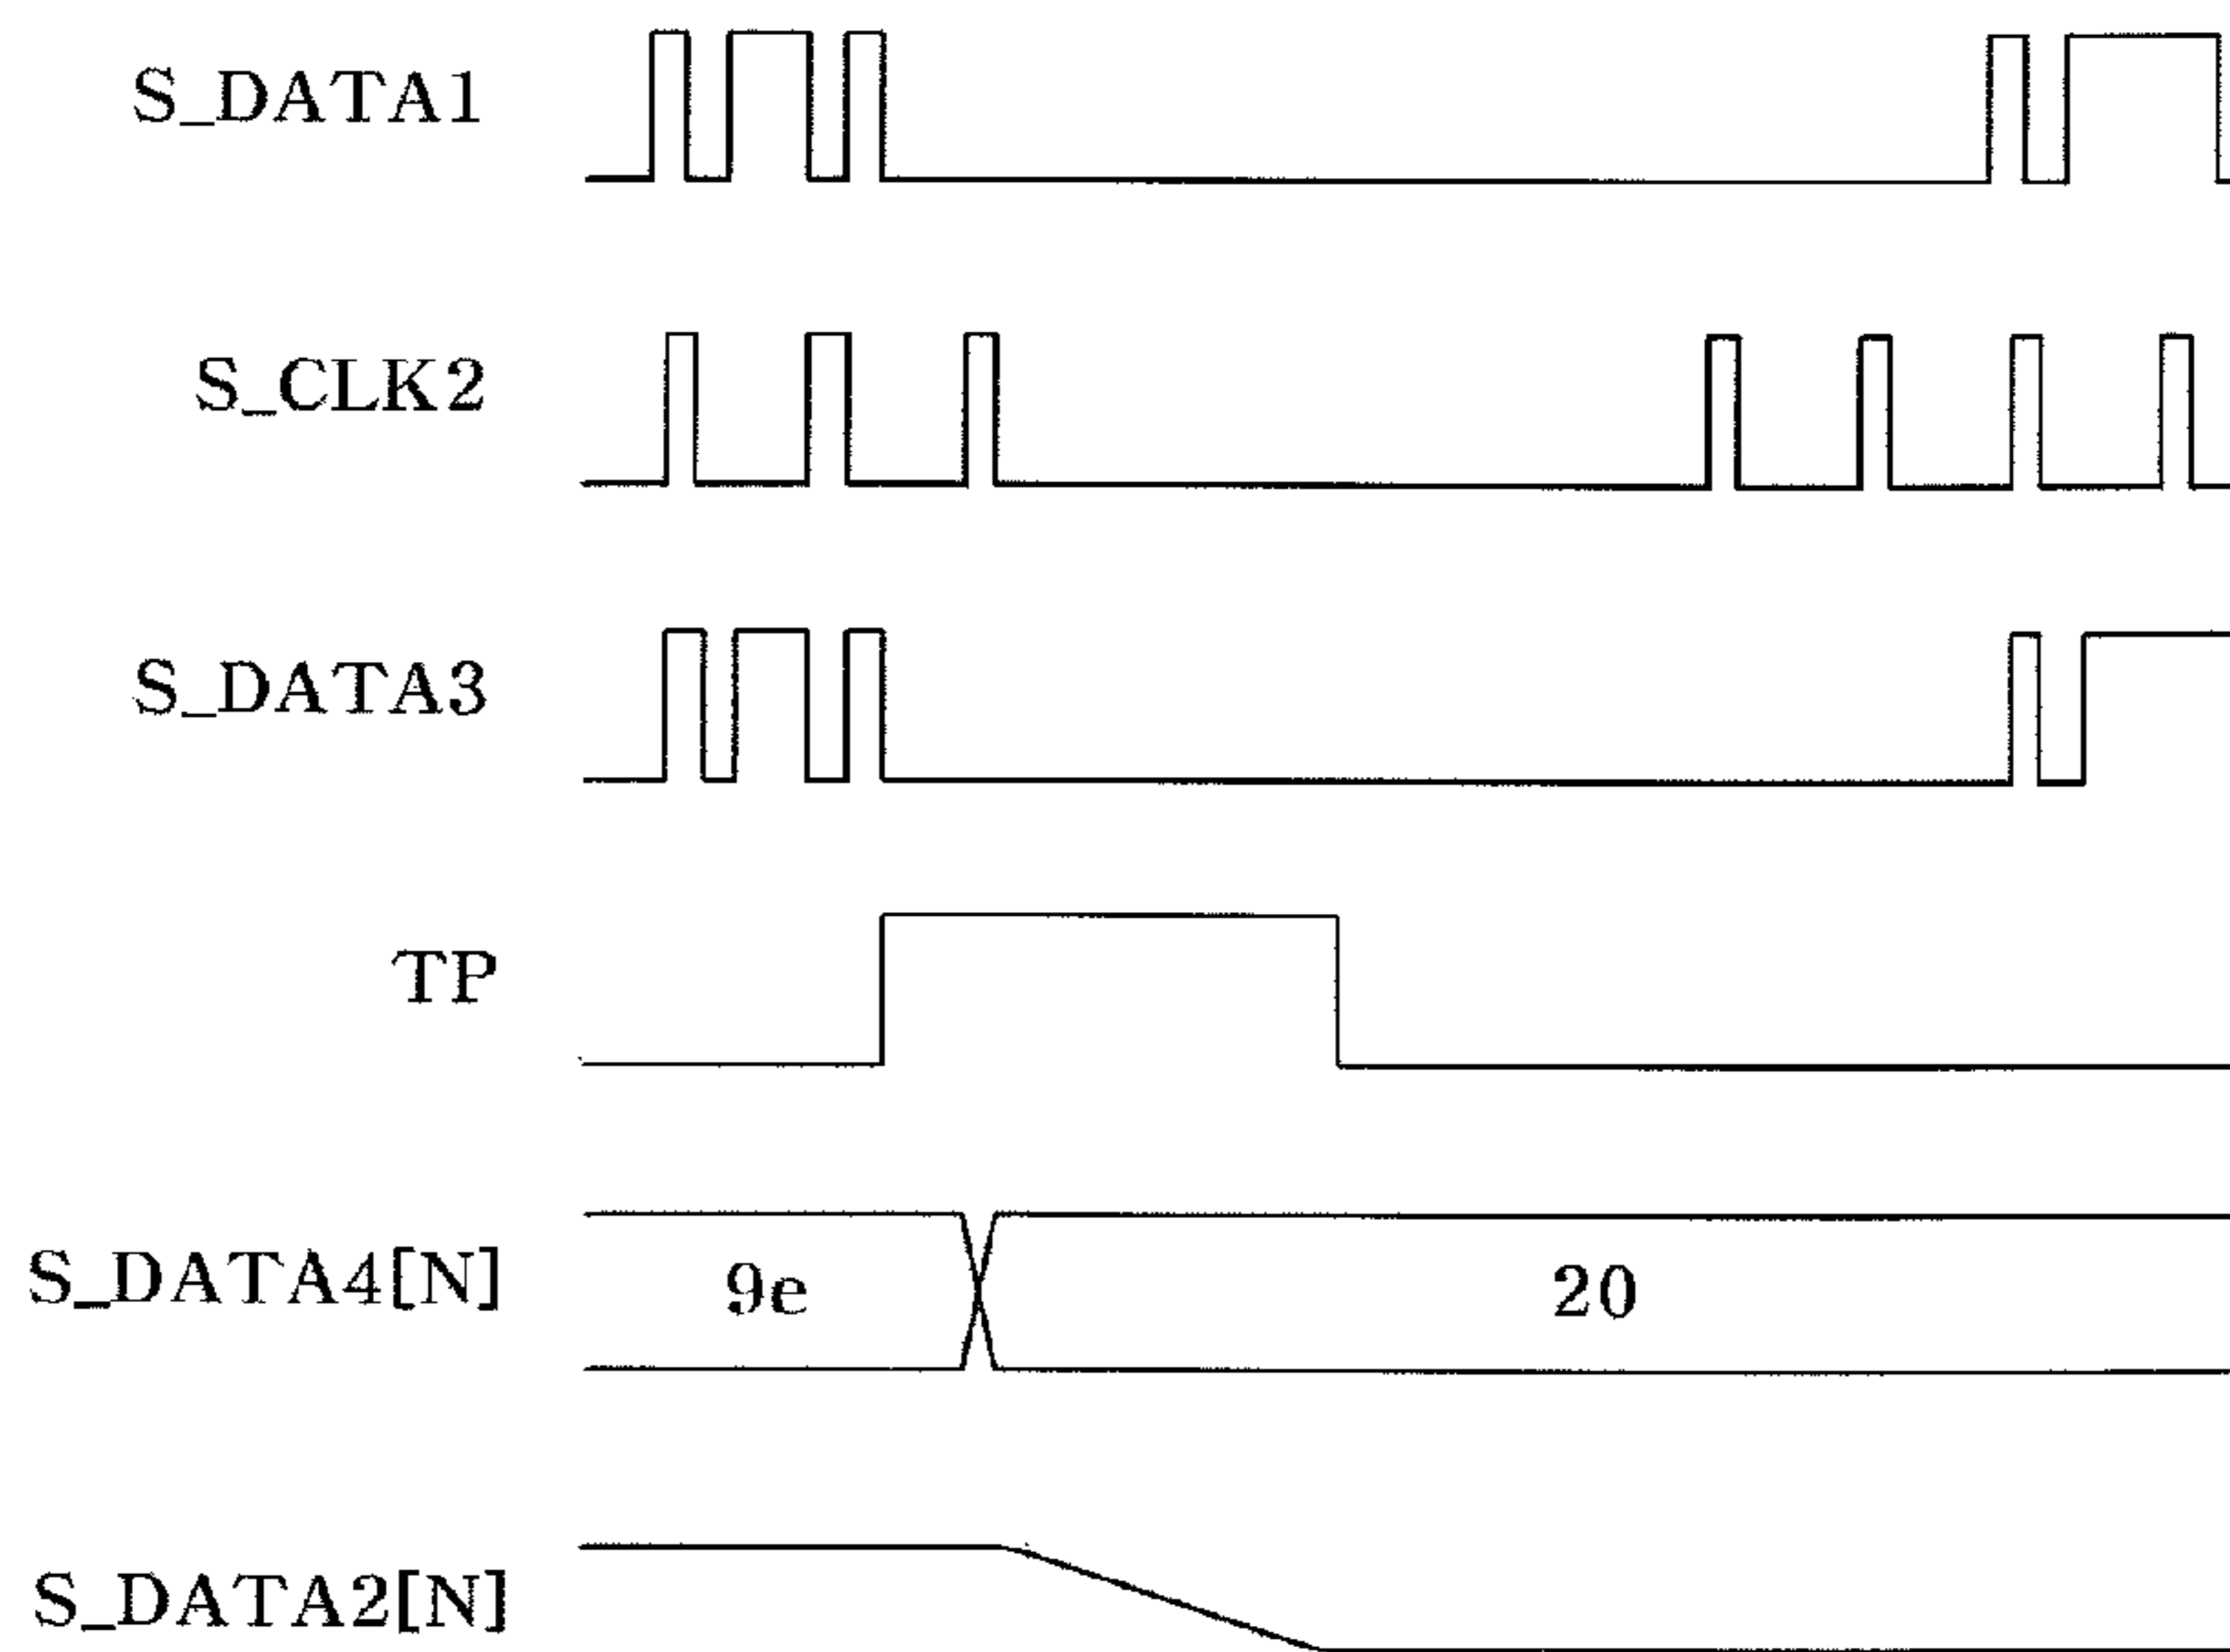 S_DATA1
S_CLK2
S_DATA3
TP
S_DATA4[N] 9e 20
S_DATA2[N]